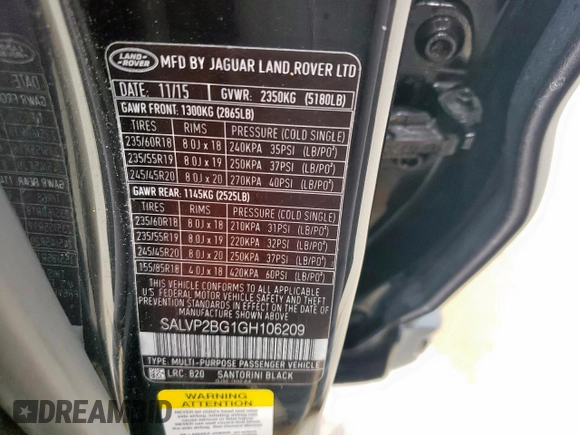 LAND-
ROVER
MFD BY JAGUAR LAND ROVER LTD
DATE: 11/15 GVWR: 2350KG (5180LB)
GAWR FRONT: 1300KG (2865LB)
TIRES RIMS PRESSURE (COLD SINGLE)
235/60R18 8.0J x 18 240KPA 35PSI (LB/PO²)
235/55R19 8.0J x 19 250KPA 37PSI (LB/PO²)
245/45R20 8.0J x 20 270KPA 40PSI (LB/PO²)
GAWR REAR: 1145KG (2525LB)
TIRES RIMS PRESSURE (COLD SINGLE)
235/60R18 8.0J x 18 210KPA 31PSI (LB/PO²)
235/55R19 8.0J x 19 220KPA 32PSI (LB/PO²)
245/45R20 8.0J x 20 250KPA 37PSI (LB/PO²)
155/85R18 4.0J x 18 420KPA 60PSI (LB/PO²)
THIS VEHICLE CONFORMS TO ALL APPLICABLE
U.S. FEDERAL MOTOR VEHICLE SAFETY AND THEFT
PREVENTION STANDARDS IN EFFECT ON THE DATE OF
MANUFACTURE SHOWN ABOVE
SALVP2BG1GH106209
TYPE: MULTI-PURPOSE PASSENGER VEHICLE
LRC: 820 SANTORINI BLACK
WARNING
ATTENTION
DREAMBID